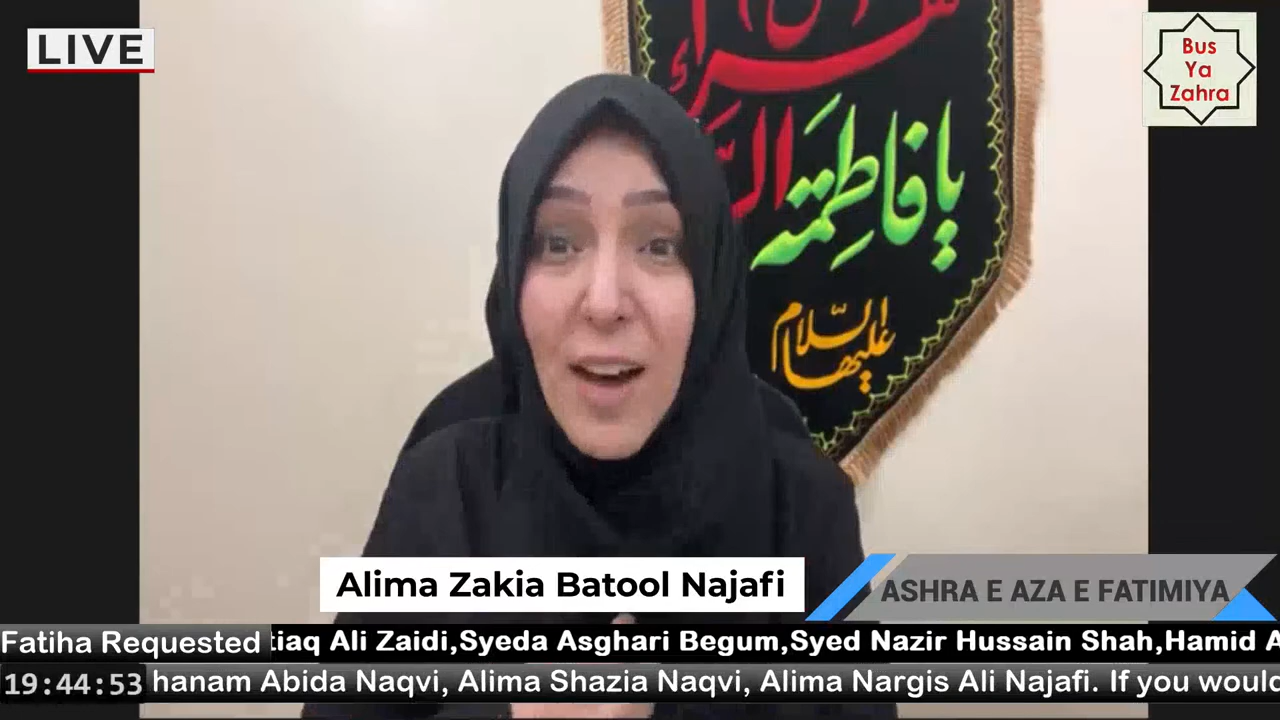 LIVE
Bus
Ya
Zahra
يا فاطمة
عليها السلام
Alima Zakia Batool Najafi
ASHRA E AZA E FATIMIYA
Fatiha Requested tiaq Ali Zaidi,Syeda Asghari Begum,Syed Nazir Hussain Shah,Hamid A
19:44:53 hanam Abida Naqvi, Alima Shazia Naqvi, Alima Nargis Ali Najafi. If you would